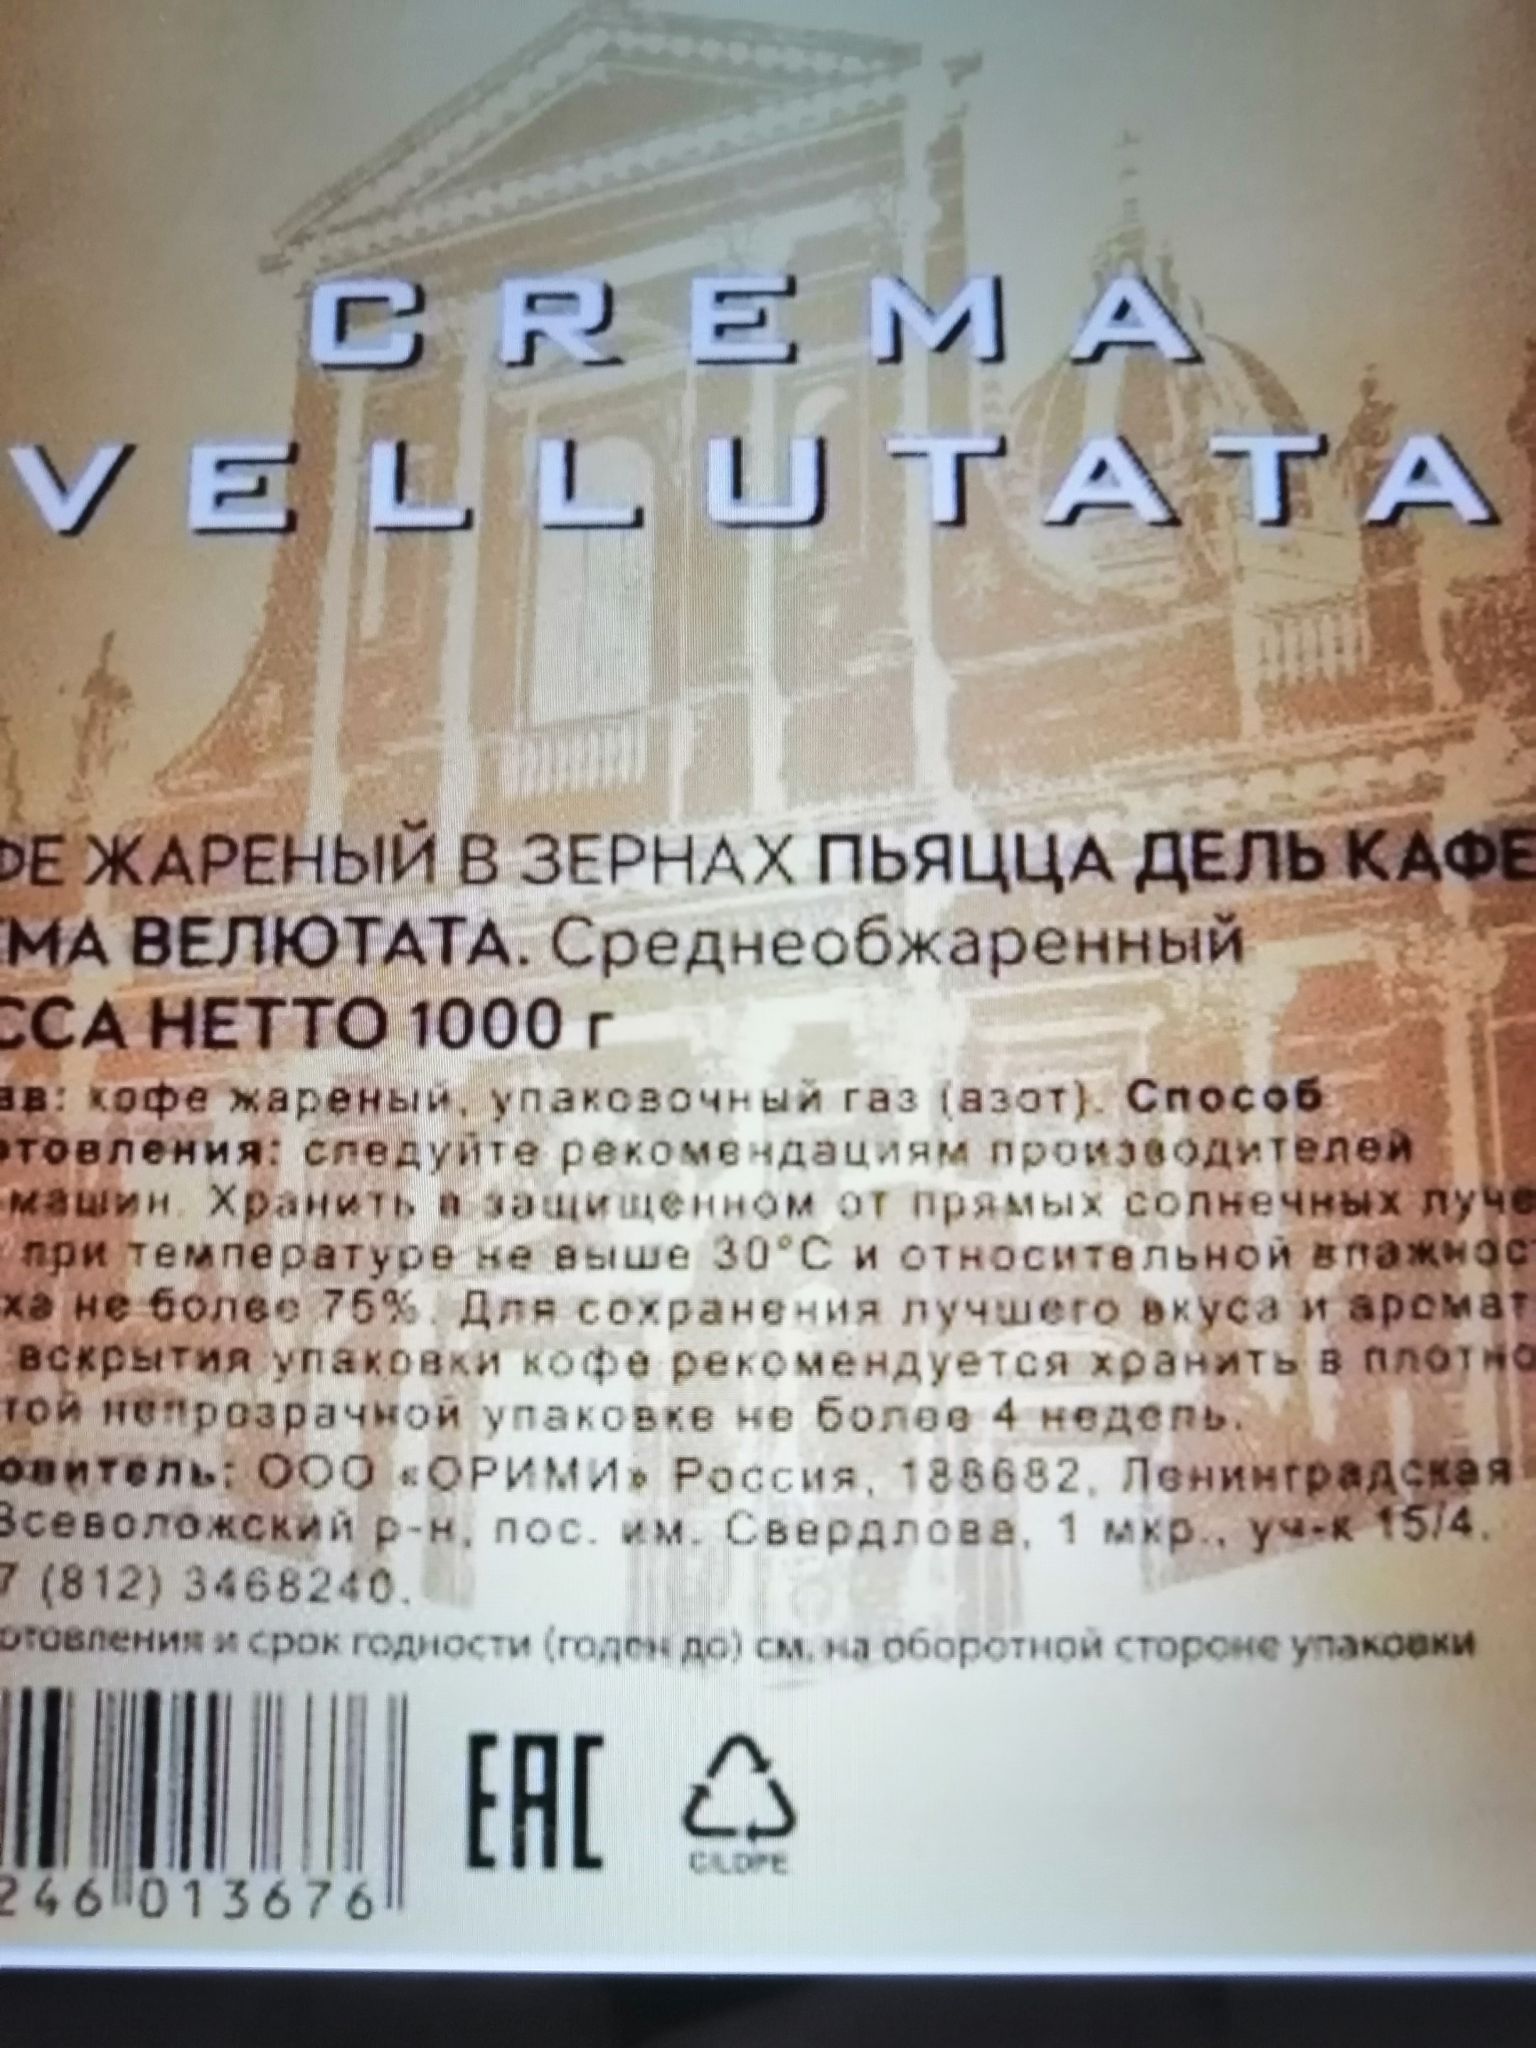 CREMA
VELLUTATA
ФЕ ЖАРЕНЫЙ В ЗЕРНАХ ПЬЯЦЦА ДЕЛЬ КАФЕ
ЕМА ВЕЛЮТАТА. Среднеобжаренный
ССА НЕТТО 1000 г
ав: кофе жареный, упаковочный газ (азот). Способ
отовления: следуйте рекомендациям производителей
-машин. Хранить в защищенном от прямых солнечных луче
при температуре не выше 30°С и относительной влажност
ха не более 75%. Для сохранения лучшего вкуса и аромат
вскрытия упаковки кофе рекомендуется хранить в плотно
той непрозрачной упаковке не более 4 недель.
овитель: ООО «ОРИМИ» Россия, 188682, Ленинградская
Всеволожский р-н, пос. им. Свердлова, 1 мкр., уч-к 15/4.
7 (812) 3468240.
отовления и срок годности (годен до) см. на оборотной стороне упаковки
246 013676
EAC
C/LDPE